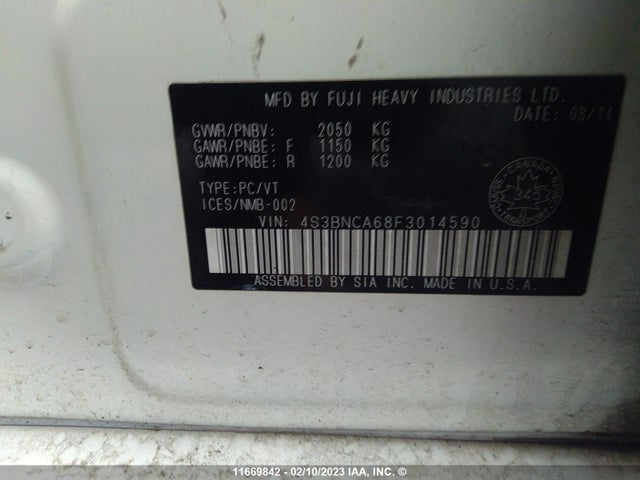 MFD BY FUJI HEAVY INDUSTRIES LTD.
DATE: 08/14
GVWR/PNBV: 2050 KG
GAWR/PNBE: F 1150 KG
GAWR/PNBE: R 1200 KG
TYPE:PC/VT
ICES/NMB-002
CANADA
TRANSPORT
VIN: 4S3BNCA68F3014590
ASSEMBLED BY SIA INC. MADE IN U.S.A.
11669842 - 02/10/2023 IAA, INC. ©